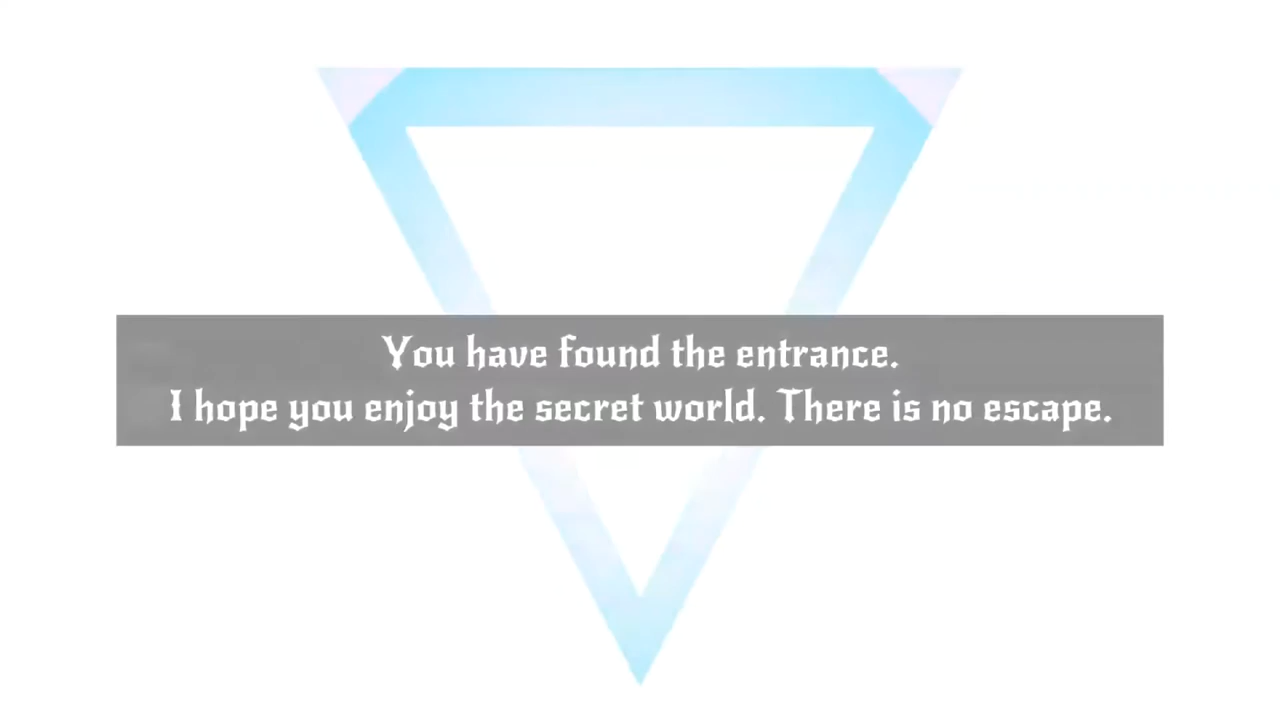 You have found the entrance.
I hope you enjoy the secret world. There is no escape.